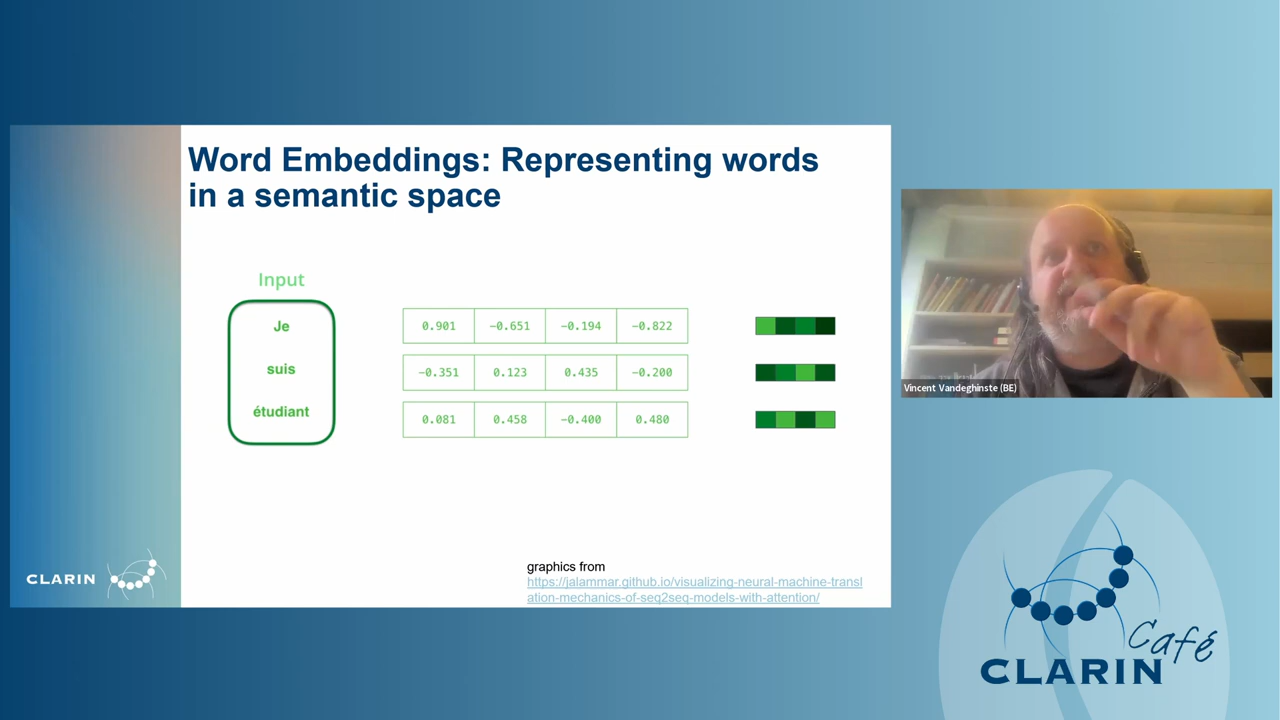 Word Embeddings: Representing words
in a semantic space
Input
Je
suis
étudiant
0.901 -0.651 -0.194 -0.822
-0.351 0.123 0.435 -0.200
0.081 0.458 -0.400 0.480
graphics from
https://jalammar.github.io/visualizing-neural-machine-transl
ation-mechanics-of-seq2seq-models-with-attention/
CLARIN
Vincent Vandeghinste (BE)
Café
CLARIN